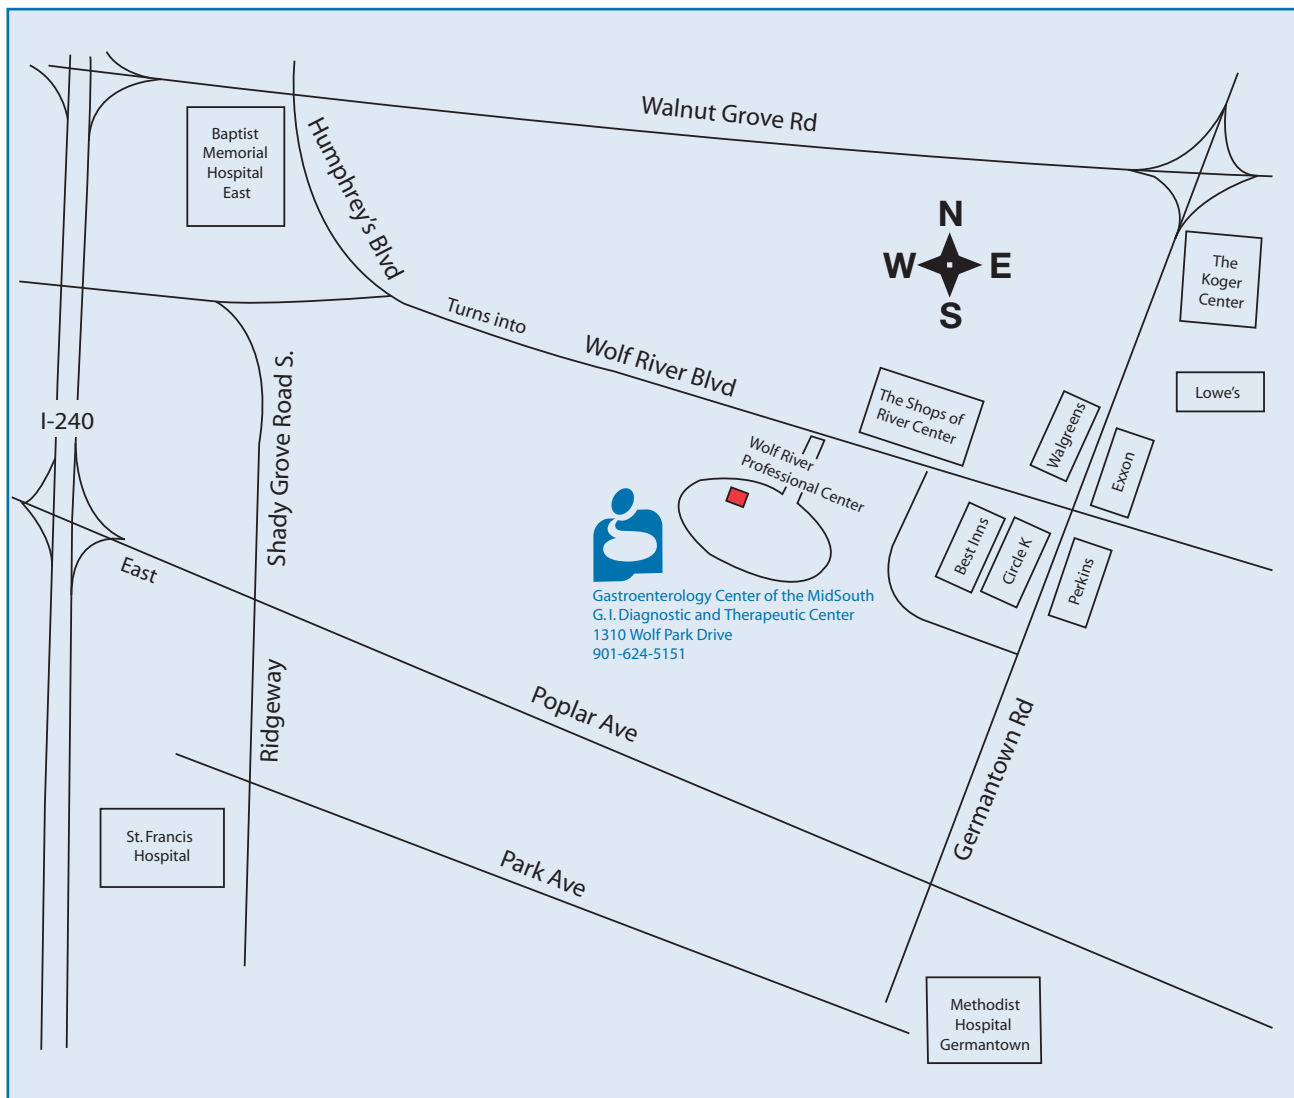 Walnut Grove Rd
Baptist
Memorial
Hospital
East
Humphrey's Blvd
N
W E
S
The
Koger
Center
Turns into
Wolf River Blvd
Lowe's
The Shops of
River Center
Walgreens
Exxon
I-240
Shady Grove Road S.
Wolf River
Professional Center
Best Inns
Circle K
Perkins
East
Gastroenterology Center of the MidSouth
G. I. Diagnostic and Therapeutic Center
1310 Wolf Park Drive
901-624-5151
Ridgeway
Poplar Ave
Germantown Rd
St. Francis
Hospital
Park Ave
Methodist
Hospital
Germantown